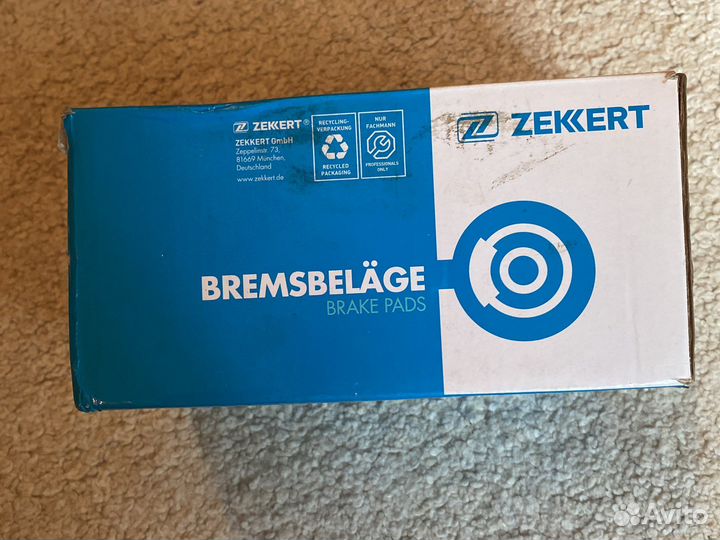 ZEKKERT®
ZEKKERT GmbH
Zeppelinstr. 73,
81669 München,
Deutschland
www.zekkert.de
RECYCLING-
VERPACKUNG
RECYCLED
PACKAGING
NUR
FACHMANN
PROFESSIONALS
ONLY
ZEKKERT
BREMSBELÄGE
BRAKE PADS
Avito